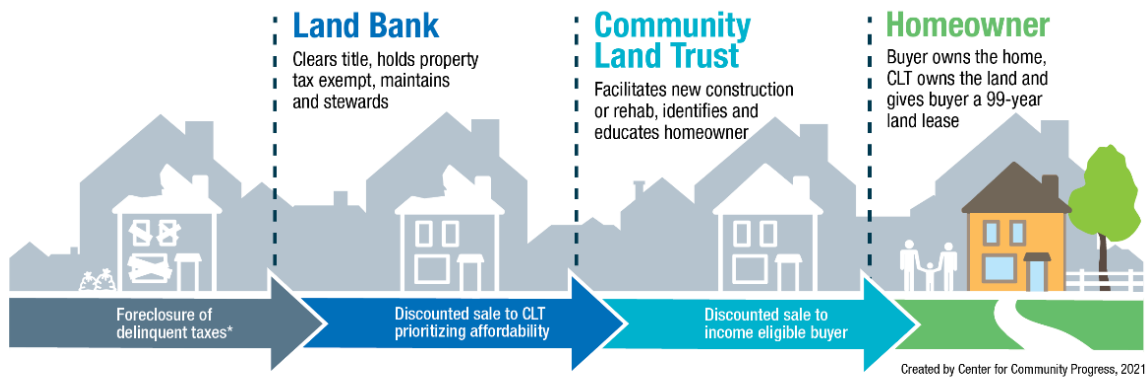 Land Bank
Clears title, holds property
tax exempt, maintains
and stewards
Community
Land Trust
Facilitates new construction
or rehab, identifies and
educates homeowner
Homeowner
Buyer owns the home,
CLT owns the land and
gives buyer a 99-year
land lease
Foreclosure of
delinquent taxes*
Discounted sale to CLT
prioritizing affordability
Discounted sale to
income eligible buyer
Created by Center for Community Progress, 2021